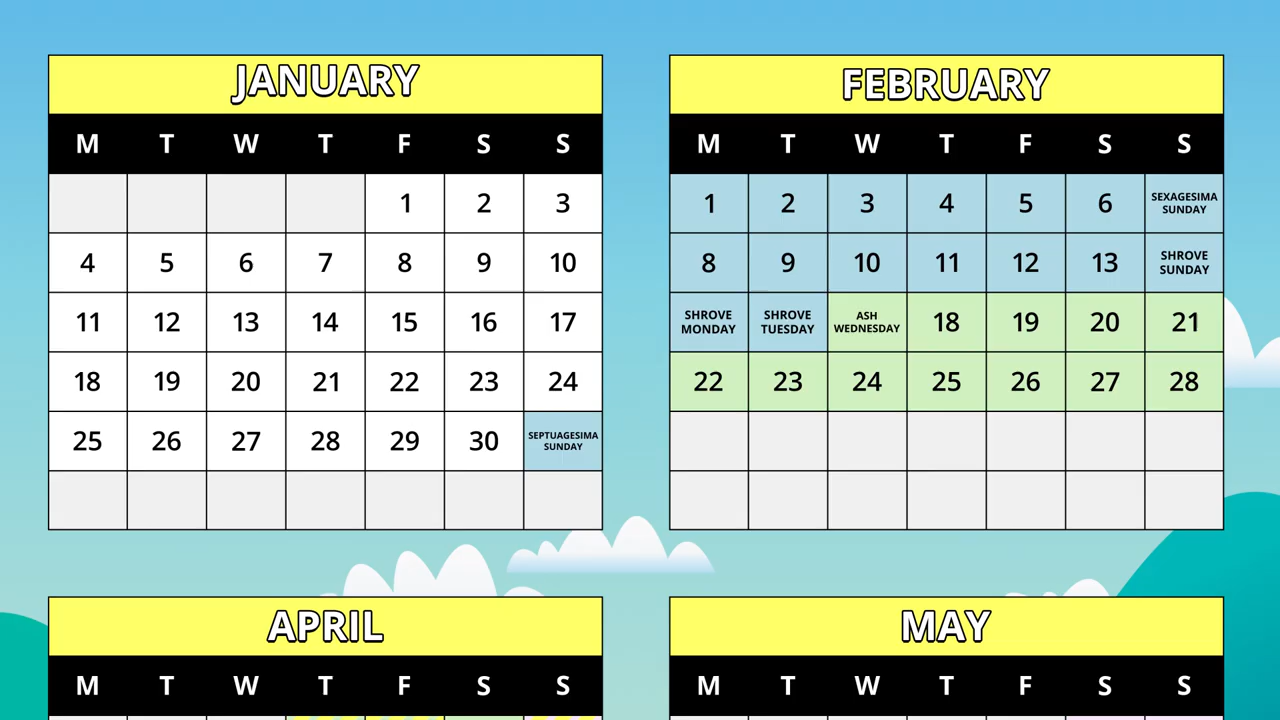 JANUARY
M T W T F S S
1 2 3
4 5 6 7 8 9 10
11 12 13 14 15 16 17
18 19 20 21 22 23 24
25 26 27 28 29 30 SEPTUAGESIMA
SUNDAY
FEBRUARY
M T W T F S S
1 2 3 4 5 6 SEXAGESIMA
SUNDAY
8 9 10 11 12 13 SHROVE
SUNDAY
SHROVE
MONDAY
SHROVE
TUESDAY
ASH
WEDNESDAY
18 19 20 21
22 23 24 25 26 27 28
APRIL
M T W T F S S
MAY
M T W T F S S